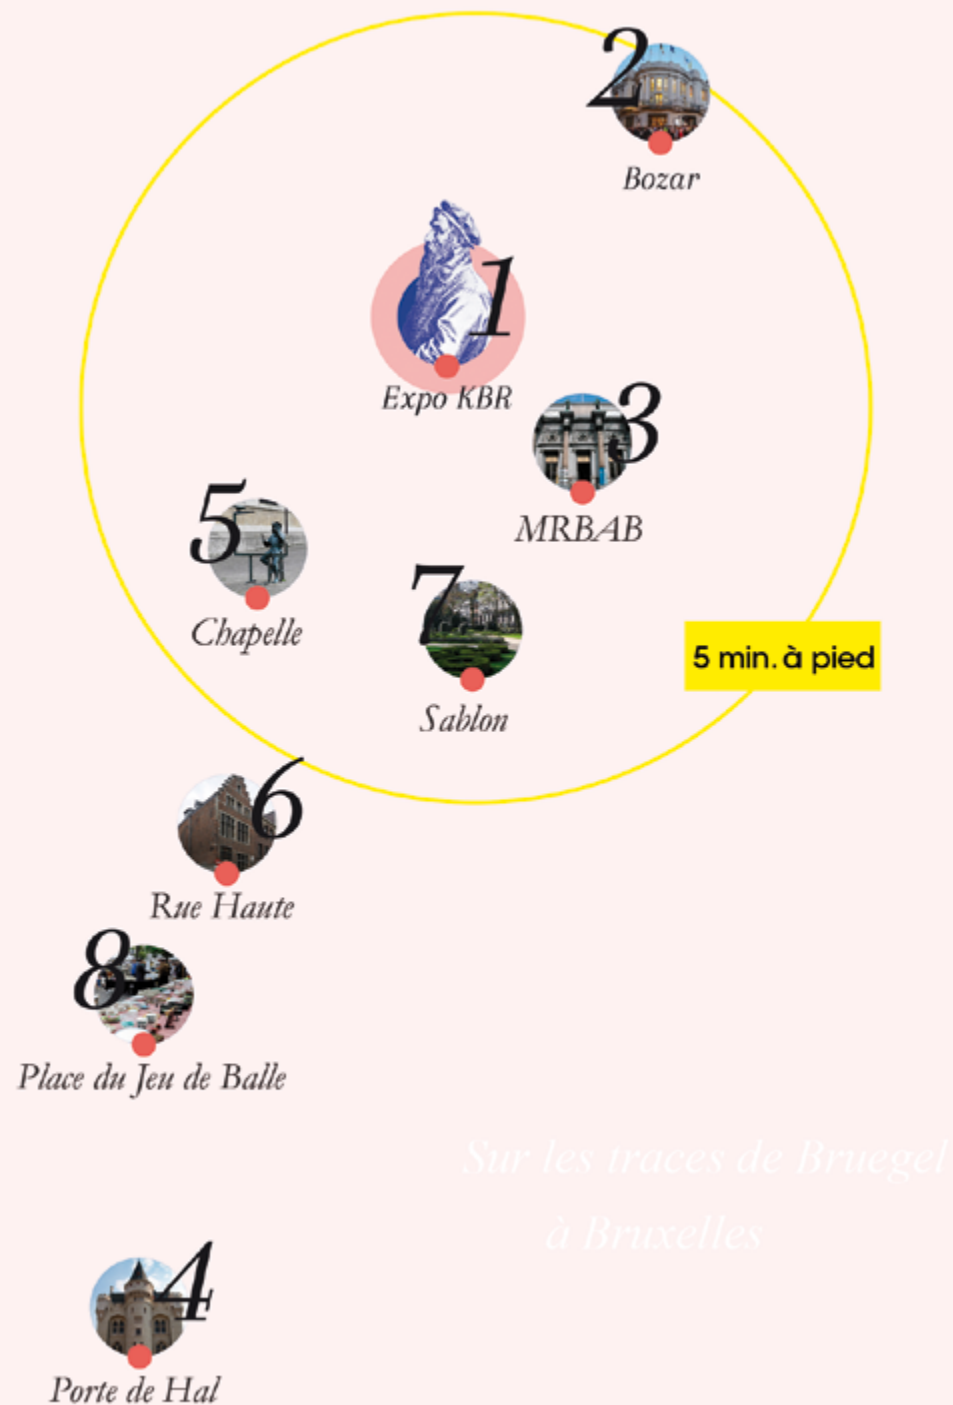 2
Bozar
1
Expo KBR
3
MRBAB
5
Chapelle
7
Sablon
5 min. à pied
6
Rue Haute
8
Place du Jeu de Balle
Sur les traces de Bruegel
à Bruxelles
4
Porte de Hal